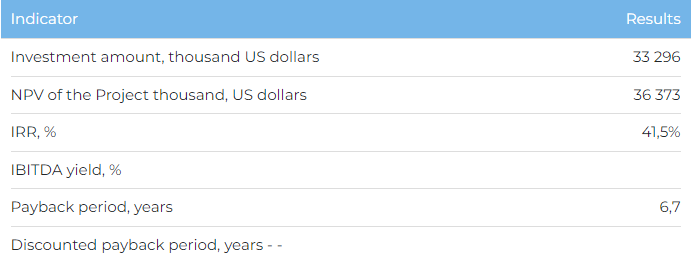 Indicator Results
Investment amount, thousand US dollars 33 296
NPV of the Project thousand, US dollars 36 373
IRR, % 41,5%
IBITDA yield, %
Payback period, years 6,7
Discounted payback period, years - -